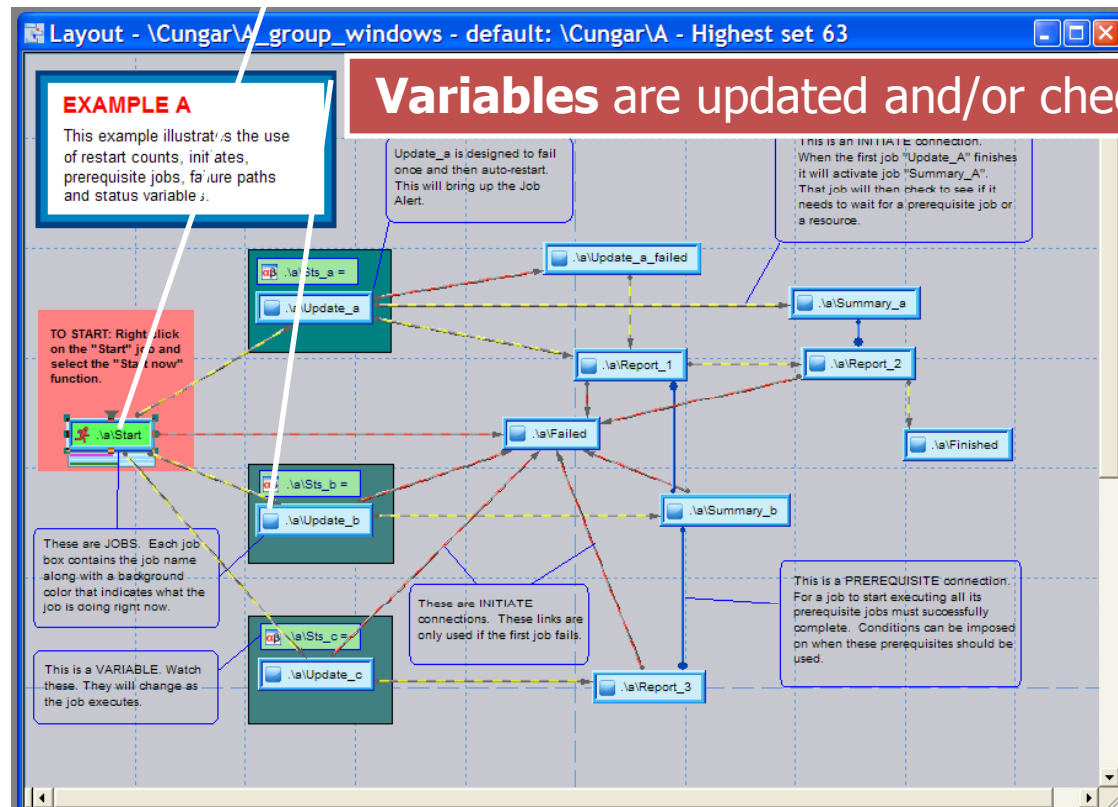 Layout - \Cungar\A_group_windows - default: \Cungar\A - Highest set 63
Variables are updated and/or
EXAMPLE A
This example illustrates the use
of restart counts, initiates,
prerequisite jobs, failure paths
and status variables.
Update_a is designed to fail
once and then auto-restart.
This will bring up the Job
Alert.
This is an INITIATE connection.
When the first job "Update_A" finishes
it will activate job "Summary_A".
That job will then check to see if it
needs to wait for a prerequisite job or
a resource.
.\a\Update_a_failed
αβ .\a\Sts_a =
.\a\Update_a
.\a\Summary_a
TO START: Right click
on the "Start" job and
select the "Start now"
function.
.\a\Report_1
.\a\Report_2
.\a\Start
.\a\Failed
.\a\Finished
αβ .\a\Sts_b =
.\a\Update_b
.\a\Summary_b
These are JOBS. Each job
box contains the job name
along with a background
color that indicates what the
job is doing right now.
These are INITIATE
connections. These links are
only used if the first job fails.
This is a PREREQUISITE connection.
For a job to start executing all its
prerequisite jobs must successfully
complete. Conditions can be imposed
on when these prerequisites should be
used.
αβ .\a\Sts_c =
.\a\Update_c
.\a\Report_3
This is a VARIABLE. Watch
these. They will change as
the job executes.